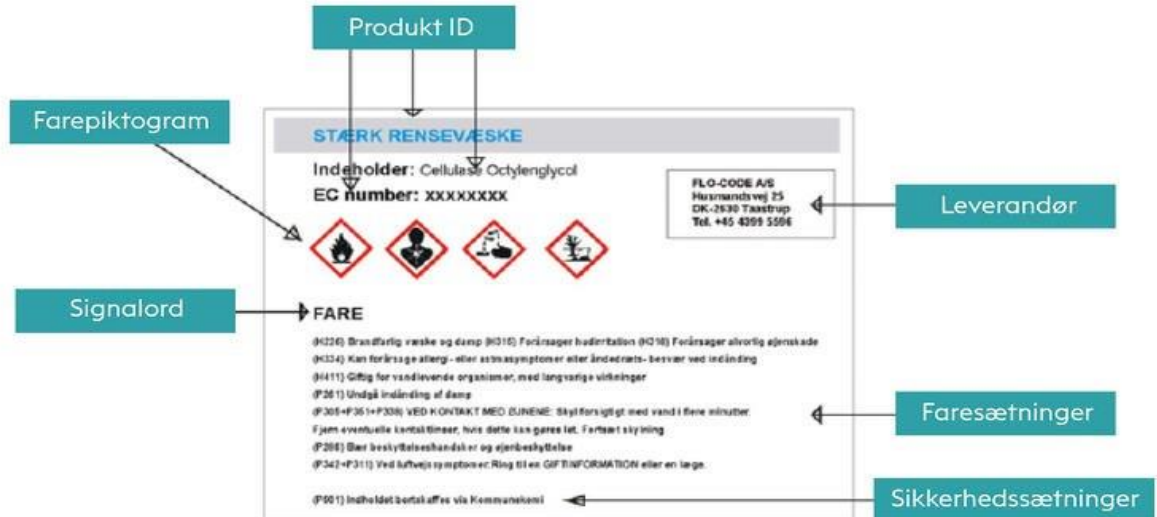 Produkt ID
Farepiktogram
STÆRK RENSEVÆSKE
Indeholder: Cellulase Octylenglycol
EC number: xxxxxxxx
FLO-CODE A/S
Husmandsvej 25
DK-2630 Taastrup
Tel. +45 4399 5596
Leverandør
Signalord
FARE
(H226) Brandfarlig væske og damp (H315) Forårsager hudirritation (H318) Forårsager alvorlig øjenskade
(H334) Kan forårsage allergi- eller astmasymptomer eller åndedræts- besvær ved indånding
(H411) Giftig for vandlevende organismer, med langvarige virkninger
(P261) Undgå indånding af damp
(P305+P351+P338) VED KONTAKT MED ØJNENE: Skyl forsigtigt med vand i flere minutter.
Fjern eventuelle kontaktlinser, hvis dette kan gøres let. Fortsæt skylning
Faresætninger
Bær beskyttelseshandsker og øjenbeskyttelse
(P342+P311) Ved luftvejssymptomer: Ring til en GIFTINFORMATION eller en læge.
(P501) Indholdet bortskaffes via Kommunekemi
Sikkerhedssætninger